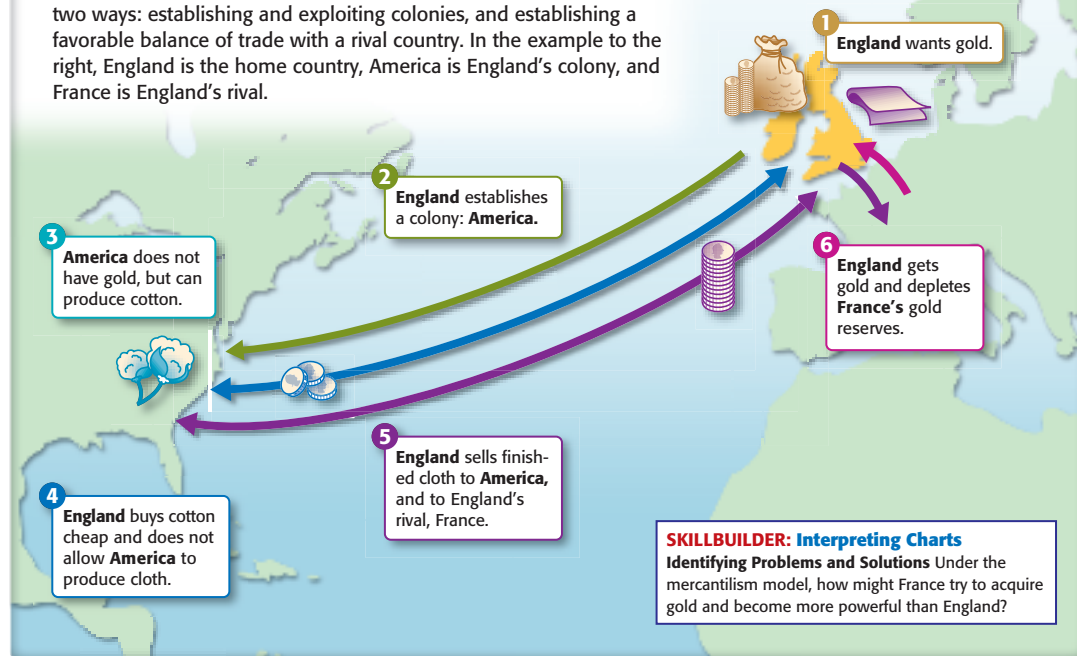 two ways: establishing and exploiting colonies, and establishing a
favorable balance of trade with a rival country. In the example to the
right, England is the home country, America is England's colony, and
France is England's rival.
1
England wants gold.
2
England establishes
a colony: America.
3
America does not
have gold, but can
produce cotton.
4
England buys cotton
cheap and does not
allow America to
produce cloth.
5
England sells finish-
ed cloth to America,
and to England's
rival, France.
6
England gets
gold and depletes
France's gold
reserves.
SKILLBUILDER: Interpreting Charts
Identifying Problems and Solutions Under the
mercantilism model, how might France try to acquire
gold and become more powerful than England?